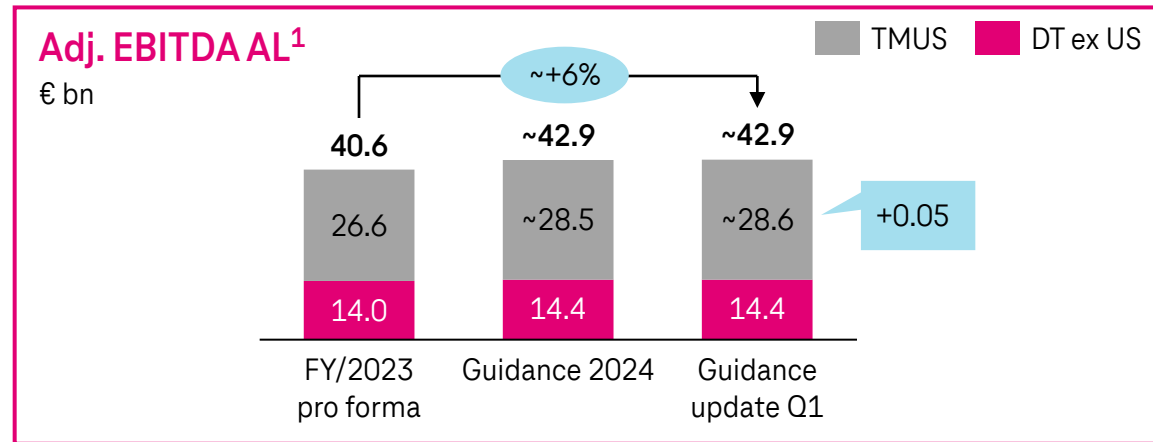 Adj. EBITDA AL¹
€ bn
TMUS
DT ex US
~+6%
40.6
~42.9
~42.9
26.6
~28.5
~28.6
+0.05
14.0
14.4
14.4
FY/2023
pro forma
Guidance 2024
Guidance
update Q1